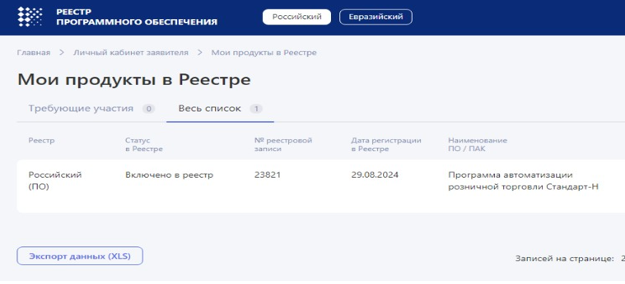 РЕЕСТР
ПРОГРАММНОГО ОБЕСПЕЧЕНИЯ
Российский Евразийский
Главная > Личный кабинет заявителя > Мои продукты в Реестре
Мои продукты в Реестре
Требующие участия 0 Весь список 1
Реестр Статус в Реестре № реестровой записи Дата регистрации в Реестре Наименование ПО / ПАК
Российский (ПО) Включено в реестр 23821 29.08.2024 Программа автоматизации розничной торговли Стандарт-Н
Экспорт данных (XLS)
Записей на странице: 2